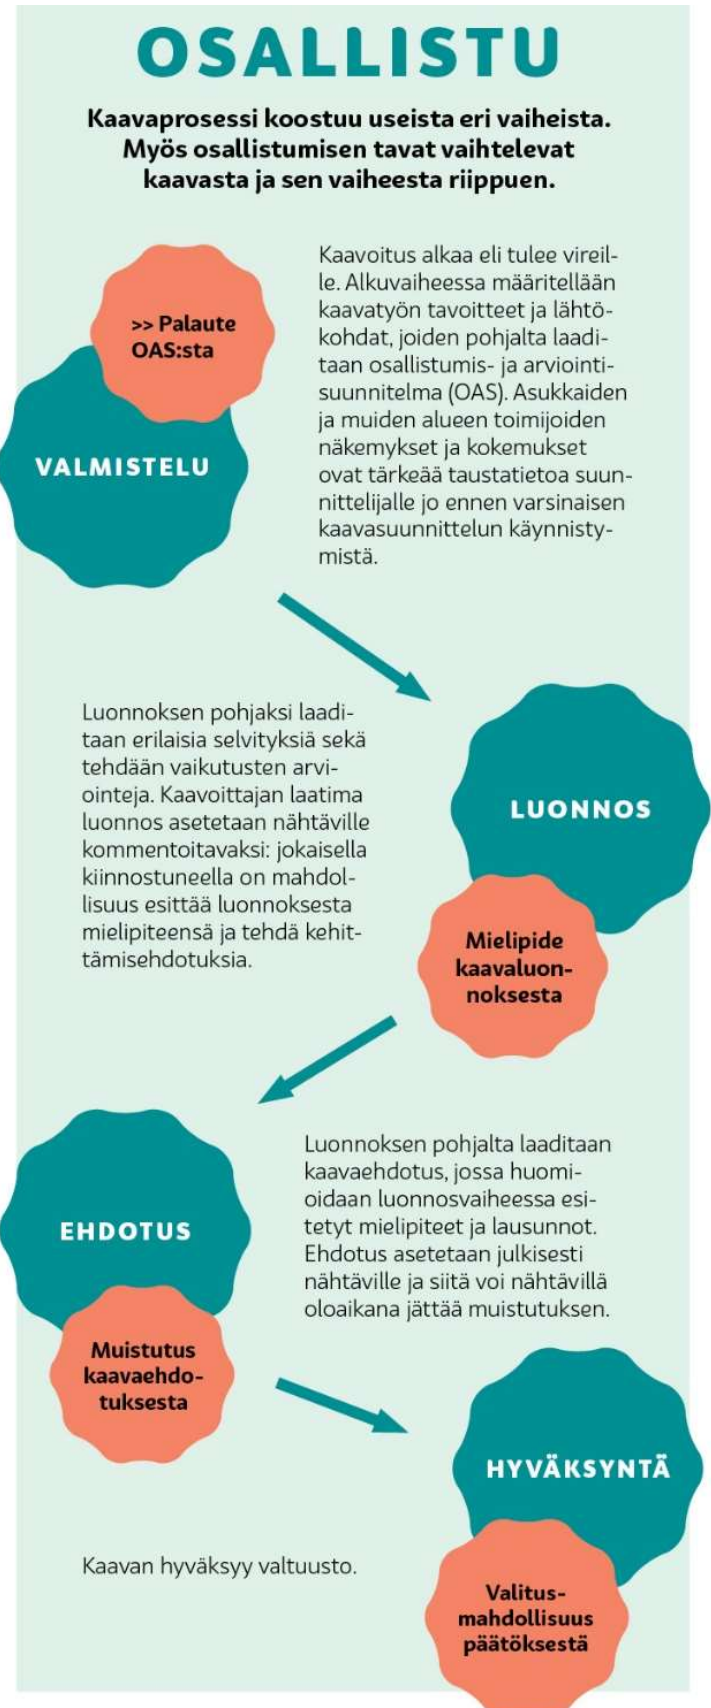 OSALLISTU
Kaavaprosessi koostuu useista eri vaiheista.
Myös osallistumisen tavat vaihtelevat
kaavasta ja sen vaiheesta riippuen.
>> Palaute
OAS:sta
VALMISTELU
Kaavoitus alkaa eli tulee vireil-
le. Alkuvaiheessa määritellään
kaavatyön tavoitteet ja lähtö-
kohdat, joiden pohjalta laadi-
taan osallistumis- ja arviointi-
suunnitelma (OAS). Asukkaiden
ja muiden alueen toimijoiden
näkemykset ja kokemukset
ovat tärkeää taustatietoa suun-
nittelijalle jo ennen varsinaisen
kaavasuunnittelun käynnisty-
mistä.
Luonnoksen pohjaksi laadi-
taan erilaisia selvityksiä sekä
tehdään vaikutusten arvi-
ointeja. Kaavoittajan laatima
luonnos asetetaan nähtäville
kommentoitavaksi: jokaisella
kiinnostuneella on mahdol-
lisuus esittää luonnoksesta
mielipiteensä ja tehdä kehit-
tämisehdotuksia.
LUONNOS
Mielipide
kaavaluon-
noksesta
EHDOTUS
Muistutus
kaavaehdo-
tuksesta
Luonnoksen pohjalta laaditaan
kaavaehdotus, jossa huomi-
oidaan luonnosvaiheessa esi-
tetyt mielipiteet ja lausunnot.
Ehdotus asetetaan julkisesti
nähtäville ja siitä voi nähtävillä
oloaikana jättää muistutuksen.
HYVÄKSYNTÄ
Kaavan hyväksyy valtuusto.
Valitus-
mahdollisuus
päätöksestä